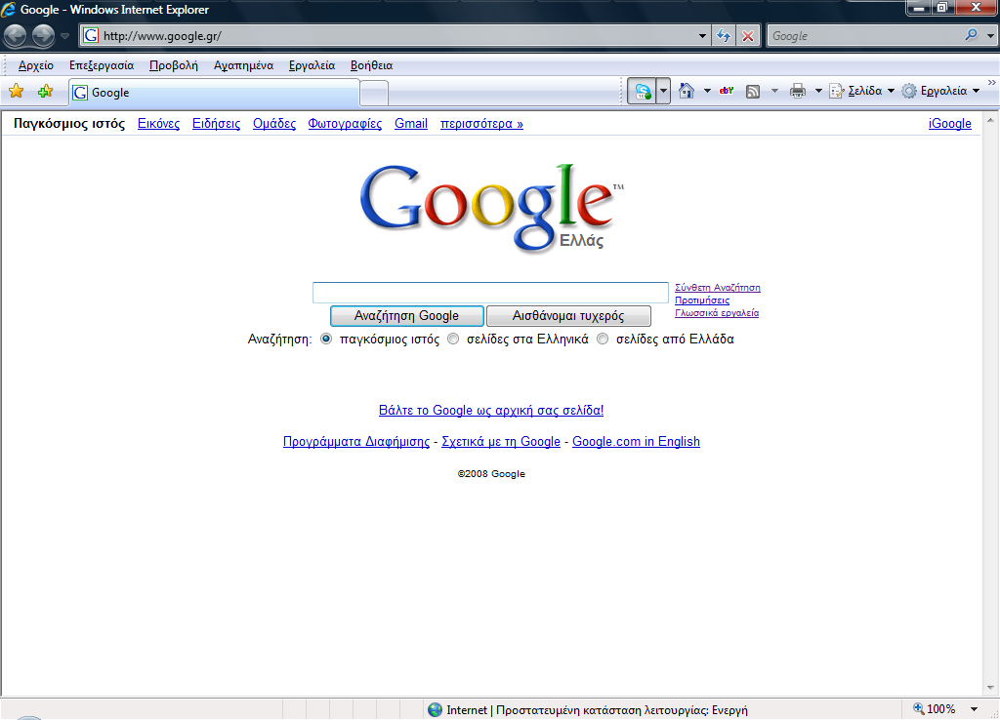 Google - Windows Internet Explorer
http://www.google.gr/
Google
Αρχείο Επεξεργασία Προβολή Αγαπημένα Εργαλεία Βοήθεια
Google
ebY Σελίδα Εργαλεία »
Παγκόσμιος ιστός Εικόνες Ειδήσεις Ομάδες Φωτογραφίες Gmail περισσότερα » iGoogle
Google™
Ελλάς
Σύνθετη Αναζήτηση
Προτιμήσεις
Γλωσσικά εργαλεία
Αναζήτηση Google Αισθάνομαι τυχερός
Αναζήτηση: παγκόσμιος ιστός σελίδες στα Ελληνικά σελίδες από Ελλάδα
Βάλτε το Google ως αρχική σας σελίδα!
Προγράμματα Διαφήμισης - Σχετικά με τη Google - Google.com in English
©2008 Google
Internet | Προστατευμένη κατάσταση λειτουργίας: Ενεργή 100%